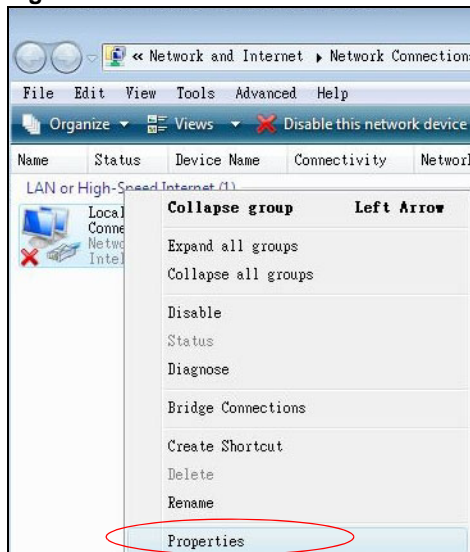 « Network and Internet ▸ Network Connection
File Edit View Tools Advanced Help
Organize Views Disable this network device
Name Status Device Name Connectivity Networ
LAN or High-Speed Internet (1)
Collapse group Left Arrow
Local
Conne
Netwo
Intel
Expand all groups
Collapse all groups
Disable
Status
Diagnose
Bridge Connections
Create Shortcut
Delete
Rename
Properties